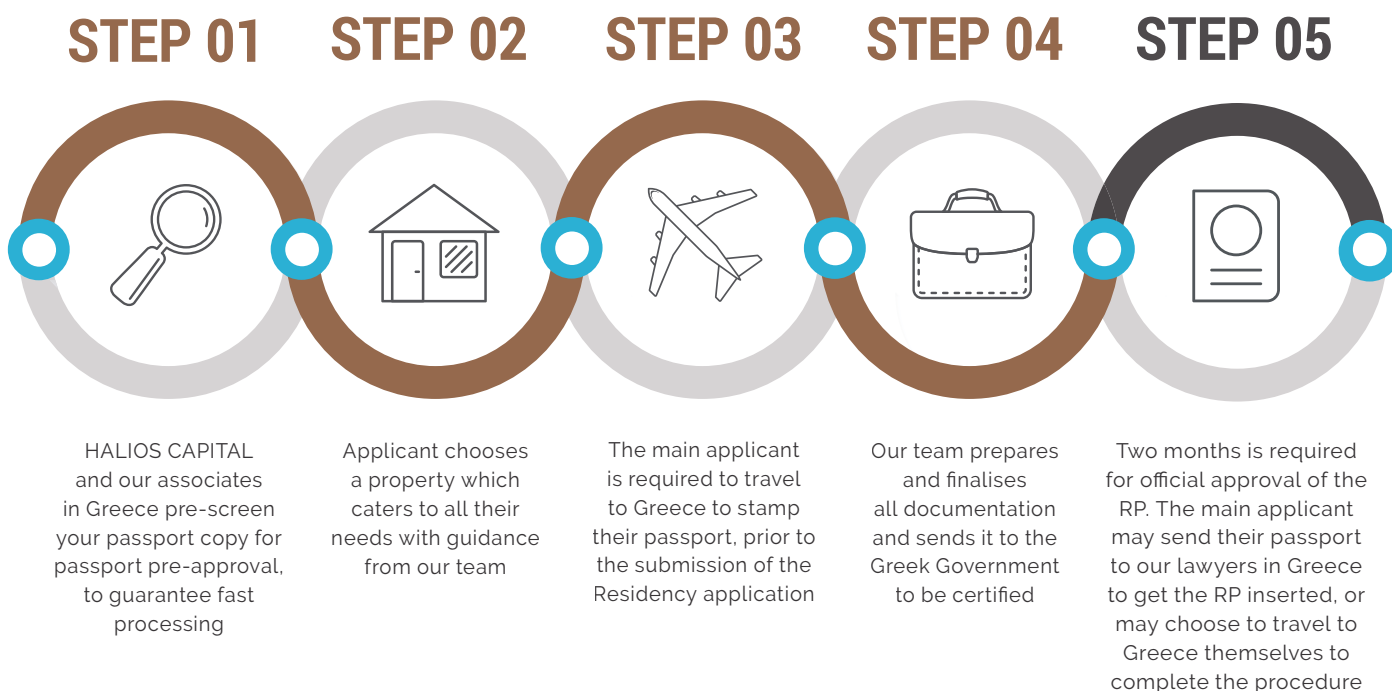 STEP 01
STEP 02
STEP 03
STEP 04
STEP 05
HALIOS CAPITAL
and our associates
in Greece pre-screen
your passport copy for
passport pre-approval,
to guarantee fast
processing
Applicant chooses
a property which
caters to all their
needs with guidance
from our team
The main applicant
is required to travel
to Greece to stamp
their passport, prior to
the submission of the
Residency application
Our team prepares
and finalises
all documentation
and sends it to the
Greek Government
to be certified
Two months is required
for official approval of the
RP. The main applicant
may send their passport
to our lawyers in Greece
to get the RP inserted, or
may choose to travel to
Greece themselves to
complete the procedure